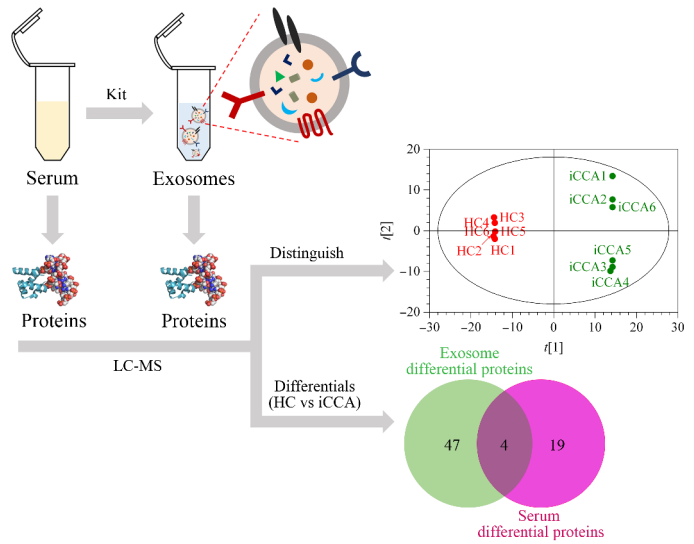 Kit
Serum
Exosomes
Proteins
Proteins
LC-MS
Distinguish
Differentials
(HC vs iCCA)
20
10
0
−10
−20
t[2]
iCCA1
iCCA2
iCCA6
HC3
HC4
HC6
HC5
HC2
HC1
iCCA5
iCCA3
iCCA4
−30
−20
−10
0
10
20
30
t[1]
Exosome
differential proteins
47
4
19
Serum
differential proteins